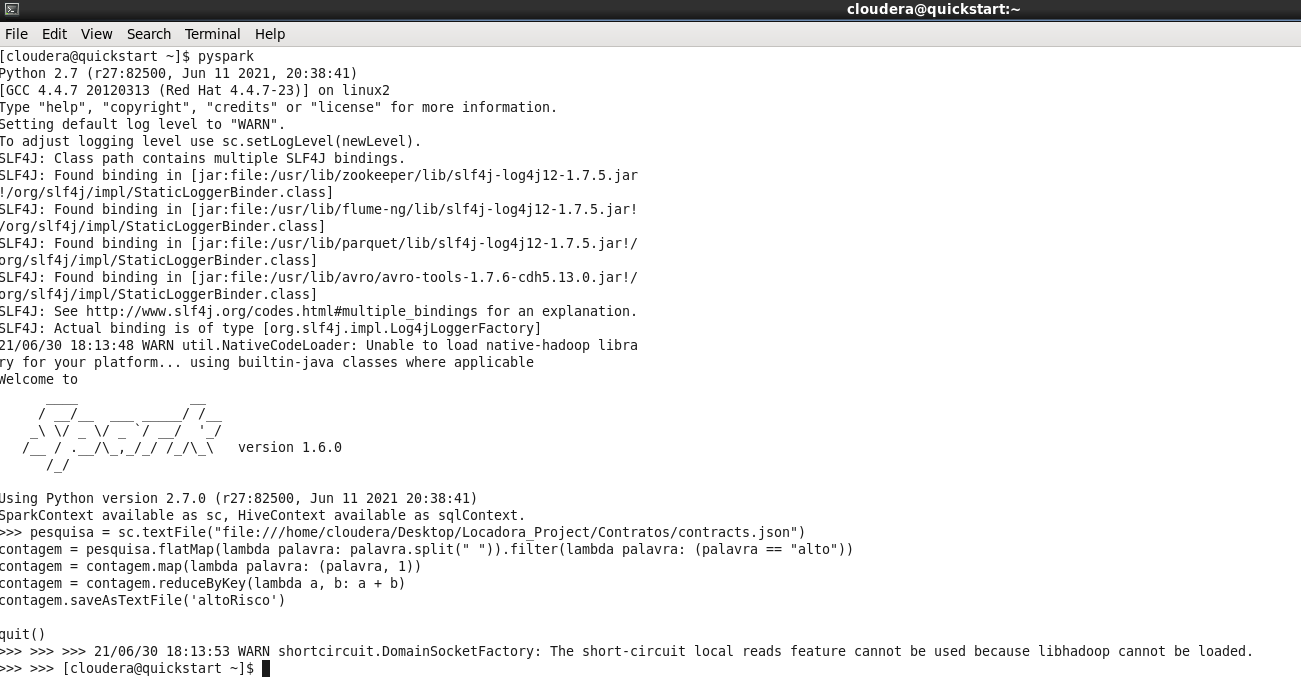 cloudera@quickstart:~
File Edit View Search Terminal Help
[cloudera@quickstart ~]$ pyspark
Python 2.7 (r27:82500, Jun 11 2021, 20:38:41)
[GCC 4.4.7 20120313 (Red Hat 4.4.7-23)] on linux2
Type "help", "copyright", "credits" or "license" for more information.
Setting default log level to "WARN".
To adjust logging level use sc.setLogLevel(newLevel).
SLF4J: Class path contains multiple SLF4J bindings.
SLF4J: Found binding in [jar:file:/usr/lib/zookeeper/lib/slf4j-log4j12-1.7.5.jar
!/org/slf4j/impl/StaticLoggerBinder.class]
SLF4J: Found binding in [jar:file:/usr/lib/flume-ng/lib/slf4j-log4j12-1.7.5.jar!
/org/slf4j/impl/StaticLoggerBinder.class]
SLF4J: Found binding in [jar:file:/usr/lib/parquet/lib/slf4j-log4j12-1.7.5.jar!/
org/slf4j/impl/StaticLoggerBinder.class]
SLF4J: Found binding in [jar:file:/usr/lib/avro/avro-tools-1.7.6-cdh5.13.0.jar!/
org/slf4j/impl/StaticLoggerBinder.class]
SLF4J: See http://www.slf4j.org/codes.html#multiple_bindings for an explanation.
SLF4J: Actual binding is of type [org.slf4j.impl.Log4jLoggerFactory]
21/06/30 18:13:48 WARN util.NativeCodeLoader: Unable to load native-hadoop libra
ry for your platform... using builtin-java classes where applicable
Welcome to
      ____              __
     / __/__  ___ _____/ /__
    _\ \/ _ \/ _ `/ __/  '_/
   /__ / .__/\_,_/_/ /_/\_\   version 1.6.0
      /_/
Using Python version 2.7.0 (r27:82500, Jun 11 2021 20:38:41)
SparkContext available as sc, HiveContext available as sqlContext.
>>> pesquisa = sc.textFile("file:///home/cloudera/Desktop/Locadora_Project/Contratos/contracts.json")
contagem = pesquisa.flatMap(lambda palavra: palavra.split(" ")).filter(lambda palavra: (palavra == "alto"))
contagem = contagem.map(lambda palavra: (palavra, 1))
contagem = contagem.reduceByKey(lambda a, b: a + b)
contagem.saveAsTextFile('altoRisco')
quit()
>>> >>> >>> 21/06/30 18:13:53 WARN shortcircuit.DomainSocketFactory: The short-circuit local reads feature cannot be used because libhadoop cannot be loaded.
>>> >>> [cloudera@quickstart ~]$